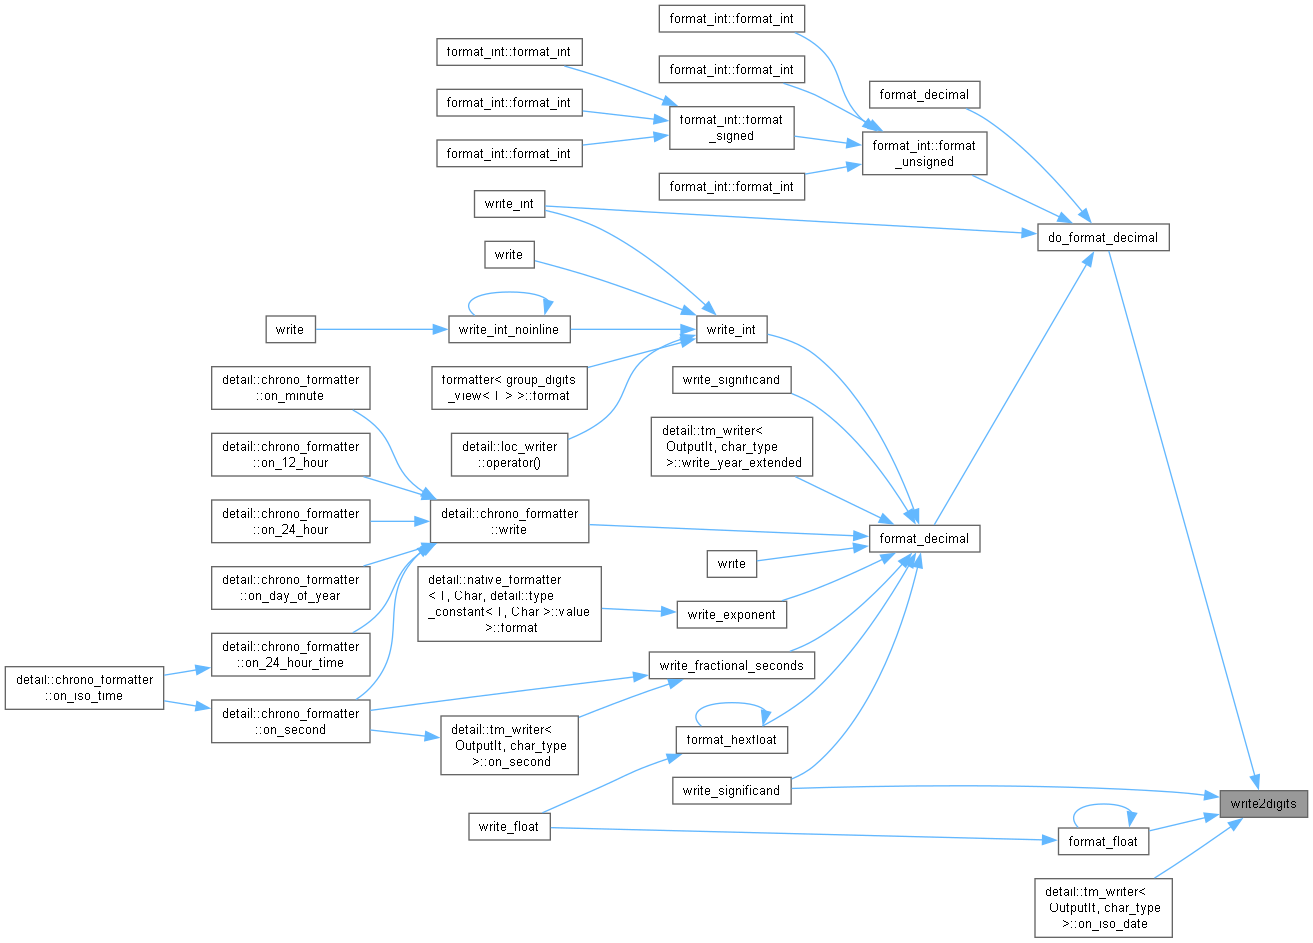 format_int::format_int
format_int::format_int
format_int::format_int
format_int::format_int
format_int::format_int
format_int::format
_signed
format_int::format_int
format_int::format_int
format_decimal
format_int::format
_unsigned
do_format_decimal
write_int
write
write
write_int_noinline
write_int
formatter< group_digits
_view< T > >::format
detail::loc_writer
::operator()
write_significand
detail::tm_writer<
OutputIt, char_type
>::write_year_extended
detail::chrono_formatter
::on_minute
detail::chrono_formatter
::on_12_hour
detail::chrono_formatter
::on_24_hour
detail::chrono_formatter
::write
format_decimal
write
detail::chrono_formatter
::on_day_of_year
detail::native_formatter
< T, Char, detail::type
_constant< T, Char >::value
>::format
write_exponent
detail::chrono_formatter
::on_24_hour_time
write_fractional_seconds
detail::chrono_formatter
::on_iso_time
detail::chrono_formatter
::on_second
detail::tm_writer<
OutputIt, char_type
>::on_second
format_hexfloat
write_significand
write2digits
write_float
format_float
detail::tm_writer<
OutputIt, char_type
>::on_iso_date